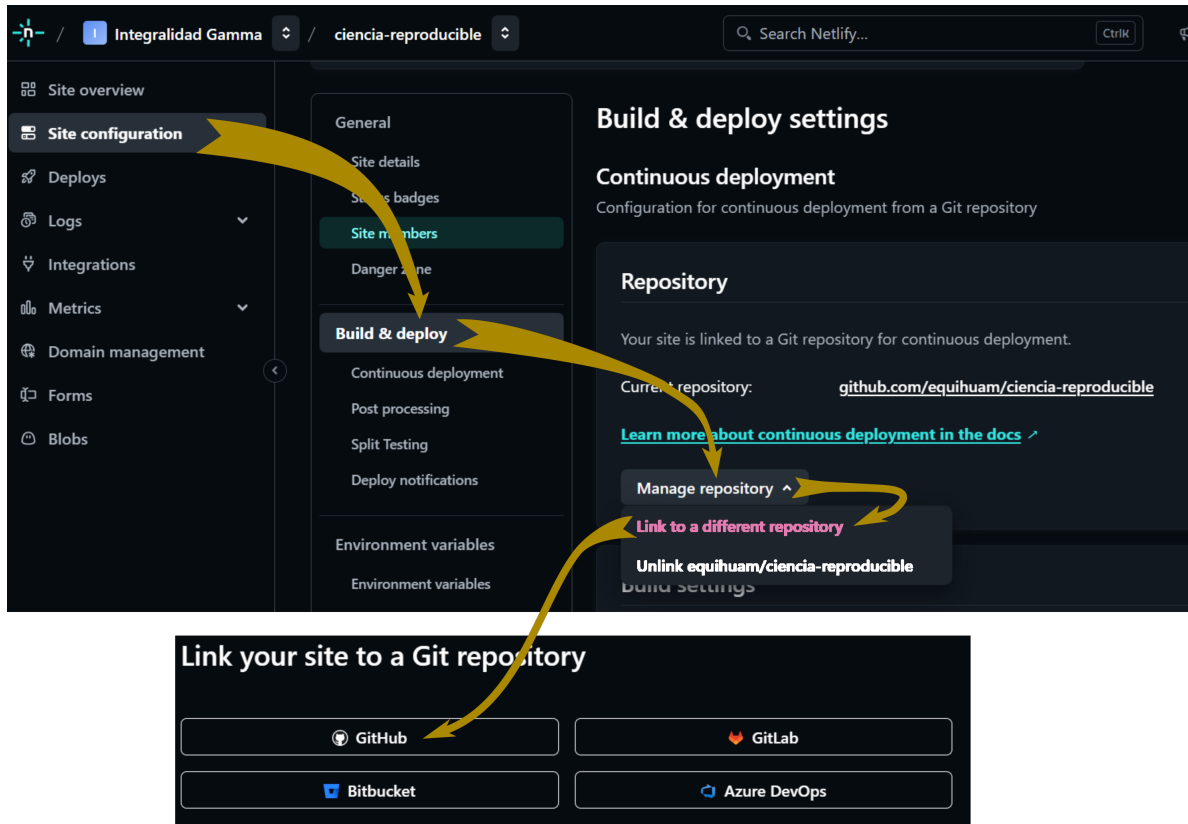 / I Integralidad Gamma / ciencia-reproducible Search Netlify... CtrlK
Site overview
Site configuration
Deploys
Logs
Integrations
Metrics
Domain management
Forms
Blobs
General
Site details
Status badges
Site members
Danger zone
Build & deploy
Continuous deployment
Post processing
Split Testing
Deploy notifications
Environment variables
Environment variables
Build & deploy settings
Continuous deployment
Configuration for continuous deployment from a Git repository
Repository
Your site is linked to a Git repository for continuous deployment.
Current repository: github.com/equihuam/ciencia-reproducible
Learn more about continuous deployment in the docs ↗
Manage repository
Link to a different repository
Unlink equihuam/ciencia-reproducible
Build settings
Link your site to a Git repository
GitHub GitLab
Bitbucket Azure DevOps